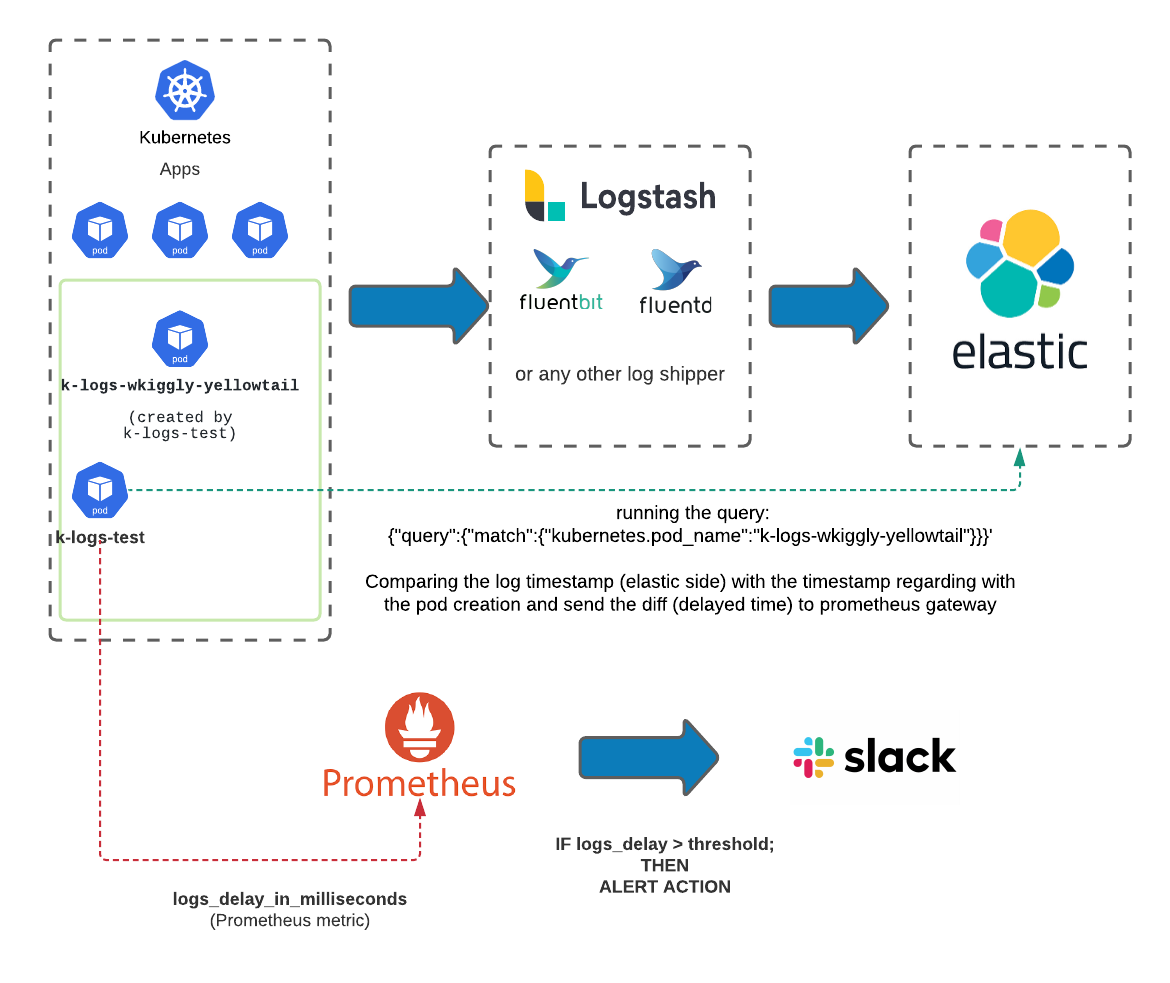 Kubernetes
Apps
pod
pod
pod
pod
k-logs-wkiggly-yellowtail
(created by
k-logs-test)
pod
k-logs-test
Logstash
fluentbit
fluentd
or any other log shipper
elastic
running the query:
{"query":{"match":{"kubernetes.pod_name":"k-logs-wkiggly-yellowtail"}}}'
Comparing the log timestamp (elastic side) with the timestamp regarding with
the pod creation and send the diff (delayed time) to prometheus gateway
Prometheus
slack
IF logs_delay > threshold;
THEN
ALERT ACTION
logs_delay_in_milliseconds
(Prometheus metric)